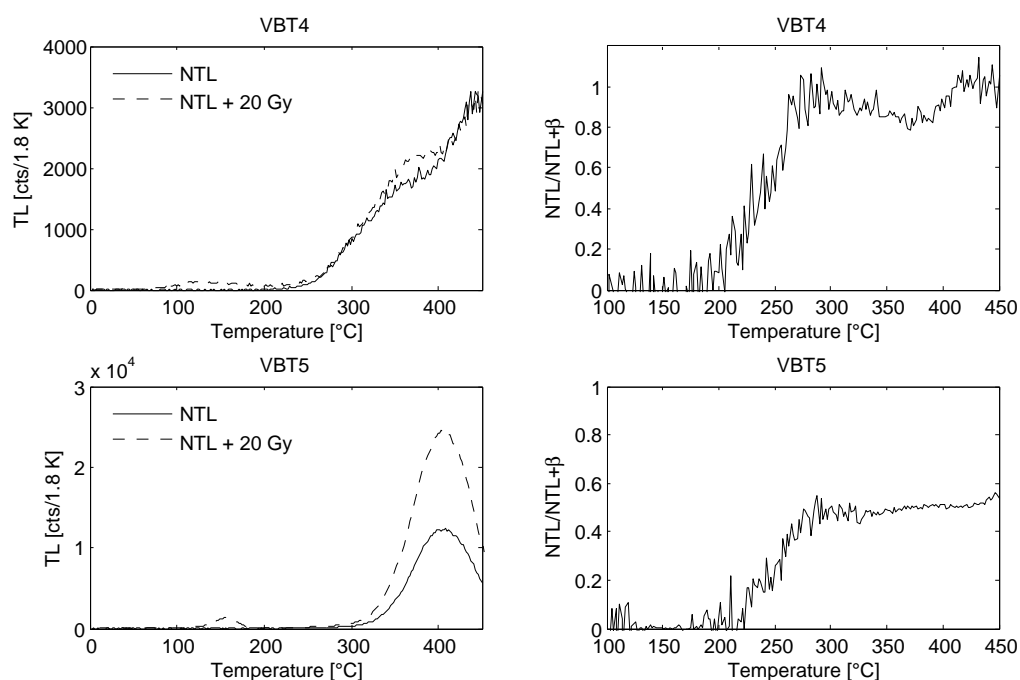 VBT4
TL [cts/1.8 K]
4000
3000
2000
1000
0
NTL
NTL + 20 Gy
0 100 200 300 400
Temperature [°C]
VBT4
NTL/NTL+β
1
0.8
0.6
0.4
0.2
0
100 150 200 250 300 350 400 450
Temperature [°C]
VBT5
x 10^4
TL [cts/1.8 K]
3
2
1
0
NTL
NTL + 20 Gy
0 100 200 300 400
Temperature [°C]
VBT5
NTL/NTL+β
1
0.8
0.6
0.4
0.2
0
100 150 200 250 300 350 400 450
Temperature [°C]